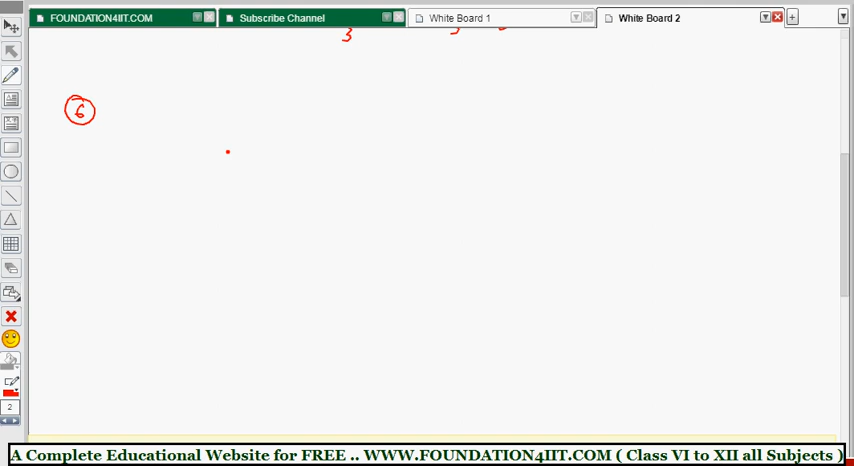 FOUNDATION4IIT.COM Subscribe Channel White Board 1 White Board 2
3 3
6
2
A Complete Educational Website for FREE .. WWW.FOUNDATION4IIT.COM ( Class VI to XII all Subjects )